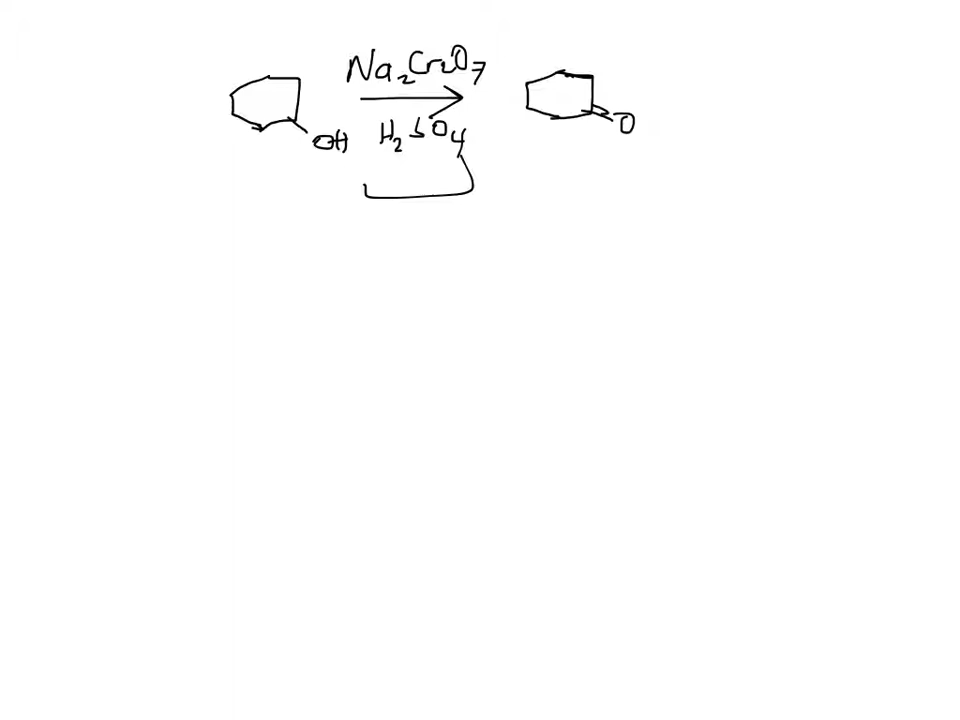 Na₂Cr₂O₇
OH
H₂SO₄
O